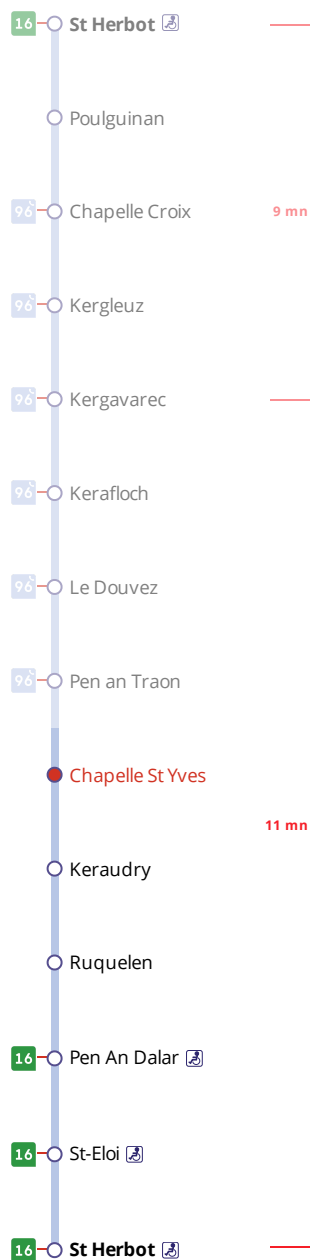 16 St Herbot
Poulguinan
96 Chapelle Croix 9 mn
96 Kergleuz
96 Kergavarec
Kerafloch
96 Le Douvez
96 Pen an Traon
Chapelle St Yves
11 mn
Keraudry
Ruquelen
16 Pen An Dalar
16 St-Eloi
16 St Herbot